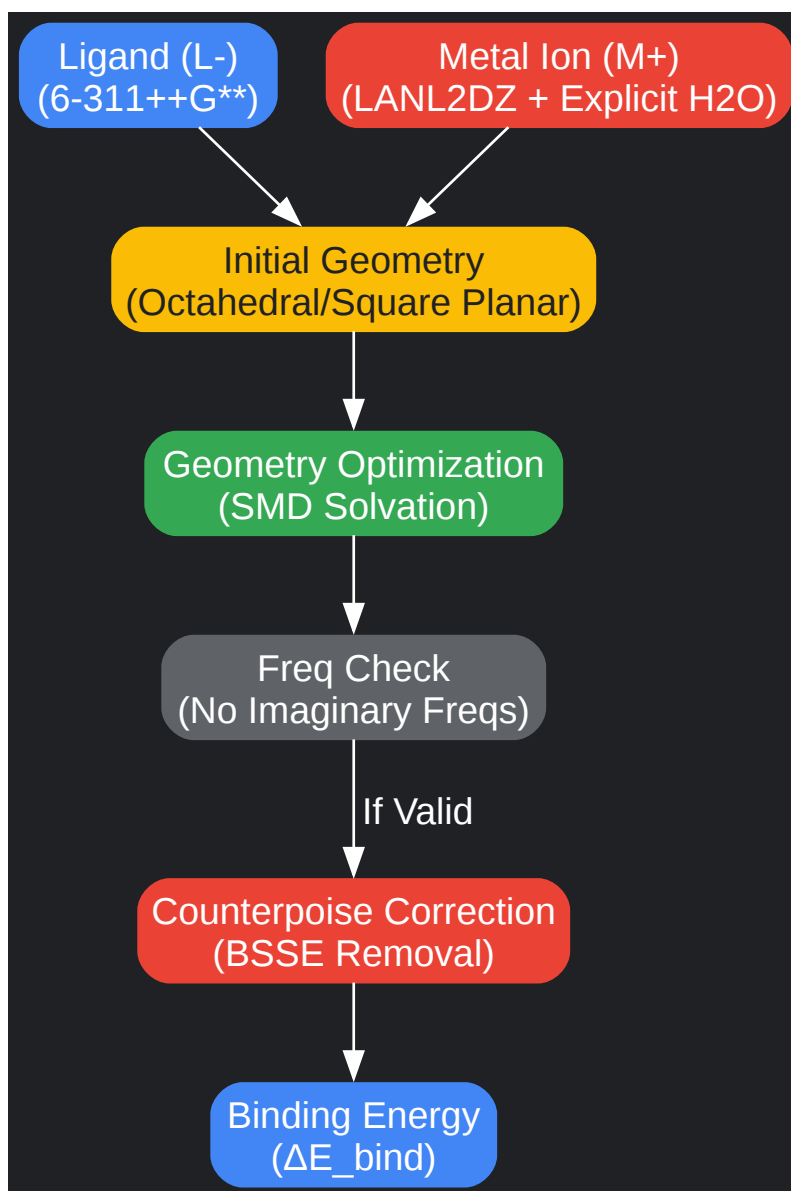 Ligand (L-)
(6-311++G**)
Metal Ion (M+)
(LANL2DZ + Explicit H2O)
Initial Geometry
(Octahedral/Square Planar)
Geometry Optimization
(SMD Solvation)
Freq Check
(No Imaginary Freqs)
If Valid
Counterpoise Correction
(BSSE Removal)
Binding Energy
(ΔE_bind)